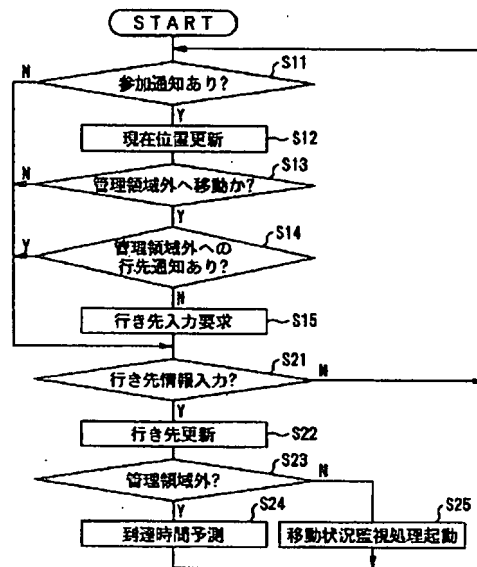 START
S11
参加通知あり?
N
Y
現在位置更新
S12
S13
管理領域外へ移動か?
N
Y
S14
管理領域外への
行先通知あり?
Y
N
行き先入力要求
S15
S21
行き先情報入力?
N
Y
行き先更新
S22
S23
管理領域外?
N
Y
S24
到達時間予測
S25
移動状況監視処理起動